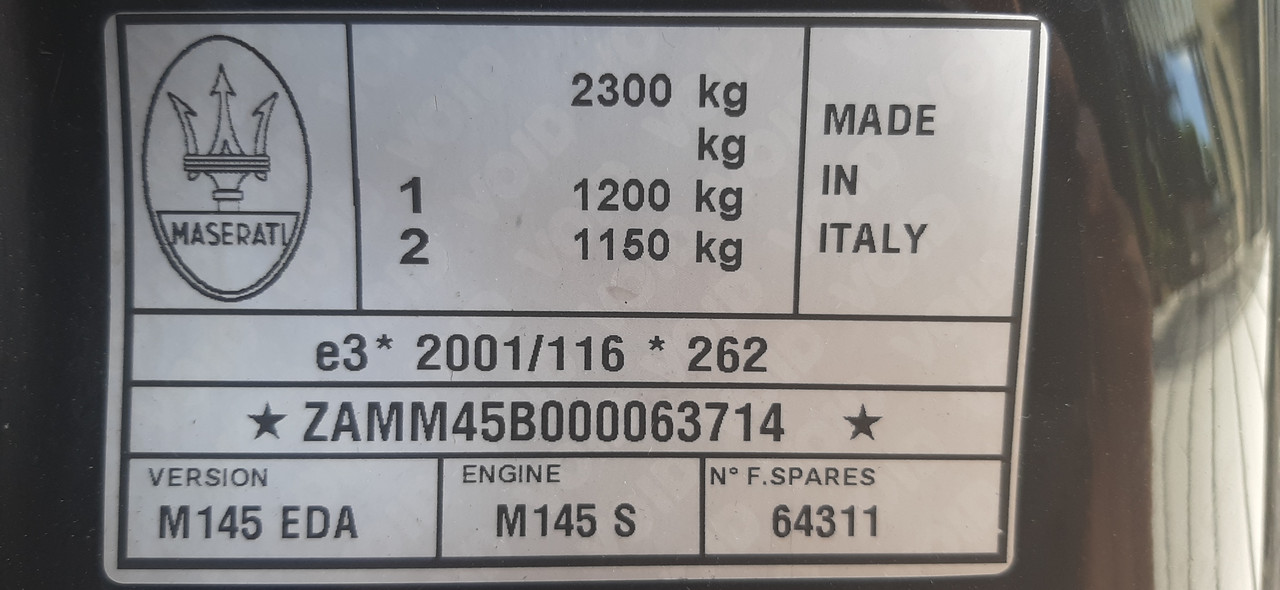 MASERATI
2300 kg
kg
1 1200 kg
2 1150 kg
MADE
IN
ITALY
e3* 2001/116 * 262
★ ZAMM45B000063714 ★
VERSION
M145 EDA
ENGINE
M145 S
N° F.SPARES
64311